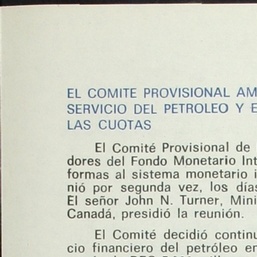 EL COMITE PROVISIONAL AM
SERVICIO DEL PETROLEO Y E
LAS CUOTAS
El Comité Provisional de
dores del Fondo Monetario Int
formas al sistema monetario i
nió por segunda vez, los días
El señor John N. Turner, Mini
Canadá, presidió la reunión.
El Comité decidió continu
cio financiero del petróleo en